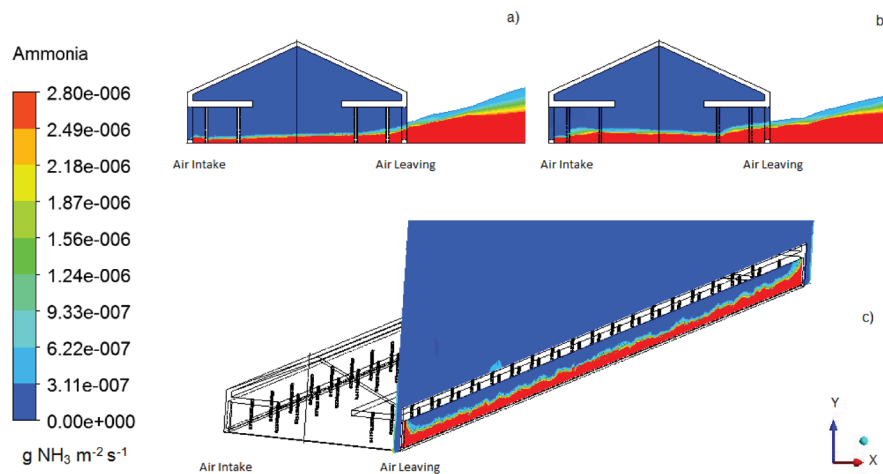 a)
b)
Ammonia
2.80e-006
2.49e-006
2.18e-006
1.87e-006
1.56e-006
1.24e-006
9.33e-007
6.22e-007
3.11e-007
0.00e+000
g NH₃ m⁻² s⁻¹
Air Intake
Air Leaving
Air Intake
Air Leaving
c)
Air Intake
Air Leaving
Y
X